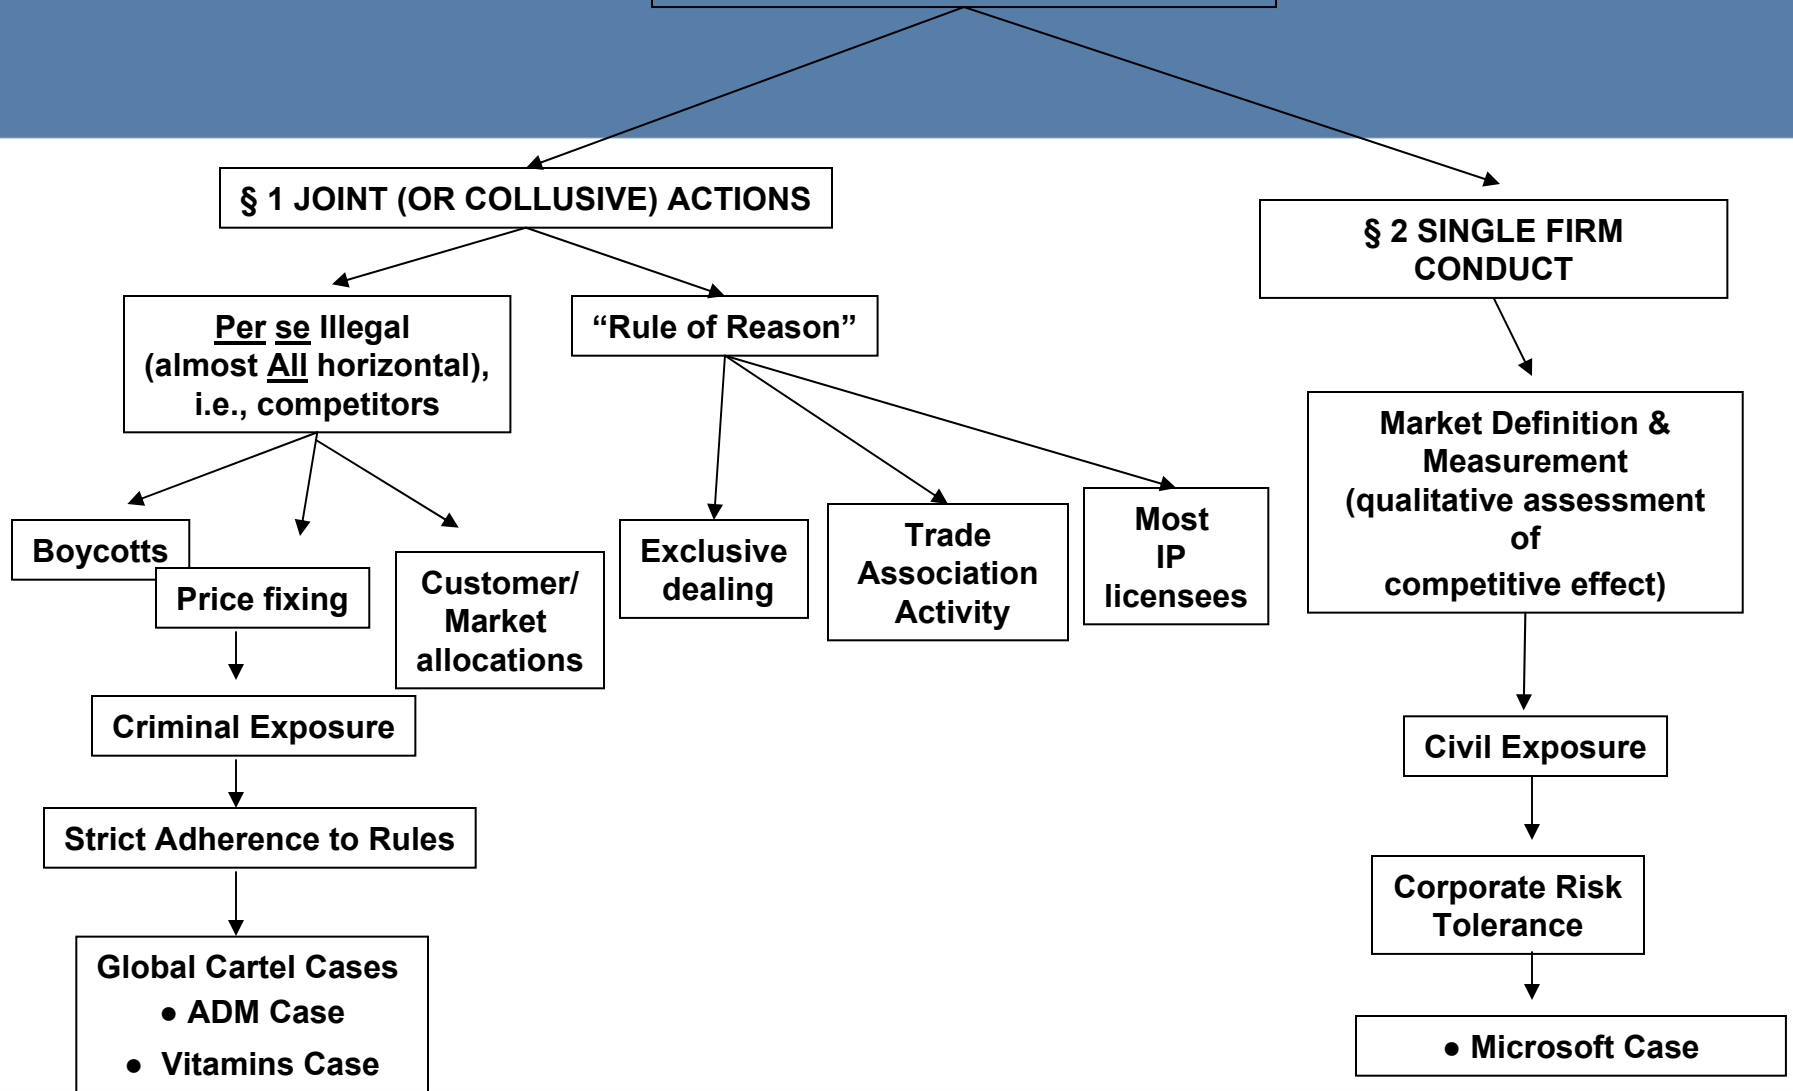 § 1 JOINT (OR COLLUSIVE) ACTIONS
§ 2 SINGLE FIRM
CONDUCT
Per se Illegal
(almost All horizontal),
i.e., competitors
“Rule of Reason”
Market Definition &
Measurement
(qualitative assessment
of
competitive effect)
Boycotts
Price fixing
Customer/
Market
allocations
Exclusive
dealing
Trade
Association
Activity
Most
IP
licensees
Criminal Exposure
Civil Exposure
Strict Adherence to Rules
Corporate Risk
Tolerance
Global Cartel Cases
● ADM Case
● Vitamins Case
● Microsoft Case